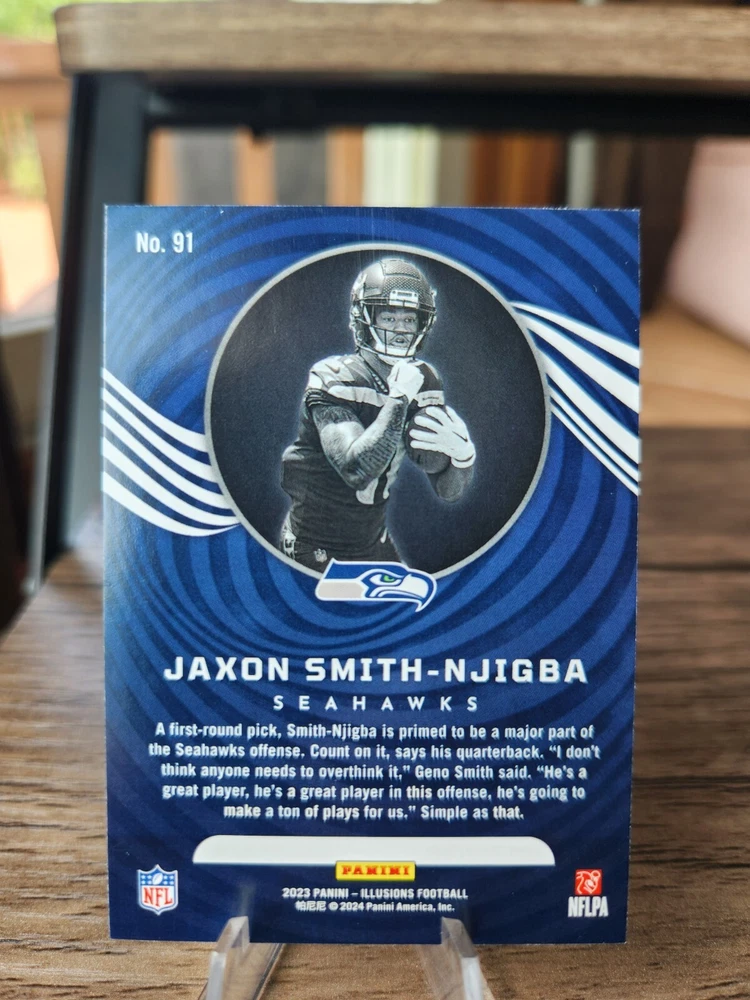 No. 91
JAXON SMITH-NJIGBA
SEAHAWKS
A first-round pick, Smith-Njigba is primed to be a major part of
the Seahawks offense. Count on it, says his quarterback. “I don’t
think anyone needs to overthink it,” Geno Smith said. “He’s a
great player, he’s a great player in this offense, he’s going to
make a ton of plays for us.” Simple as that.
PANINI
2023 PANINI – ILLUSIONS FOOTBALL
帕尼尼 © 2024 Panini America, Inc.
NFL
NFLPA